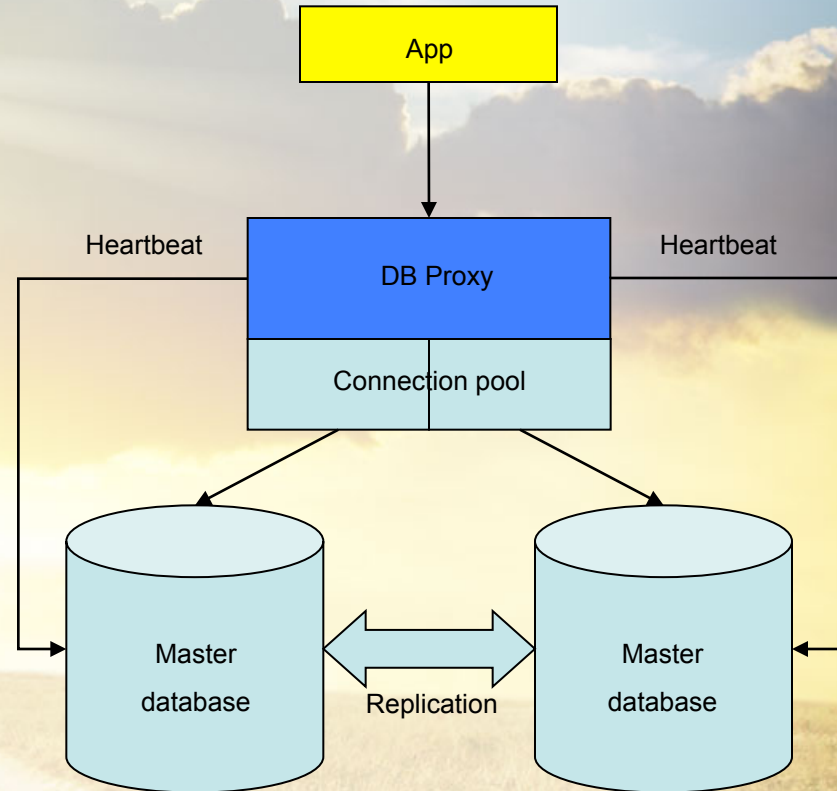 App
Heartbeat
Heartbeat
DB Proxy
Connection pool
Master
database
Replication
Master
database